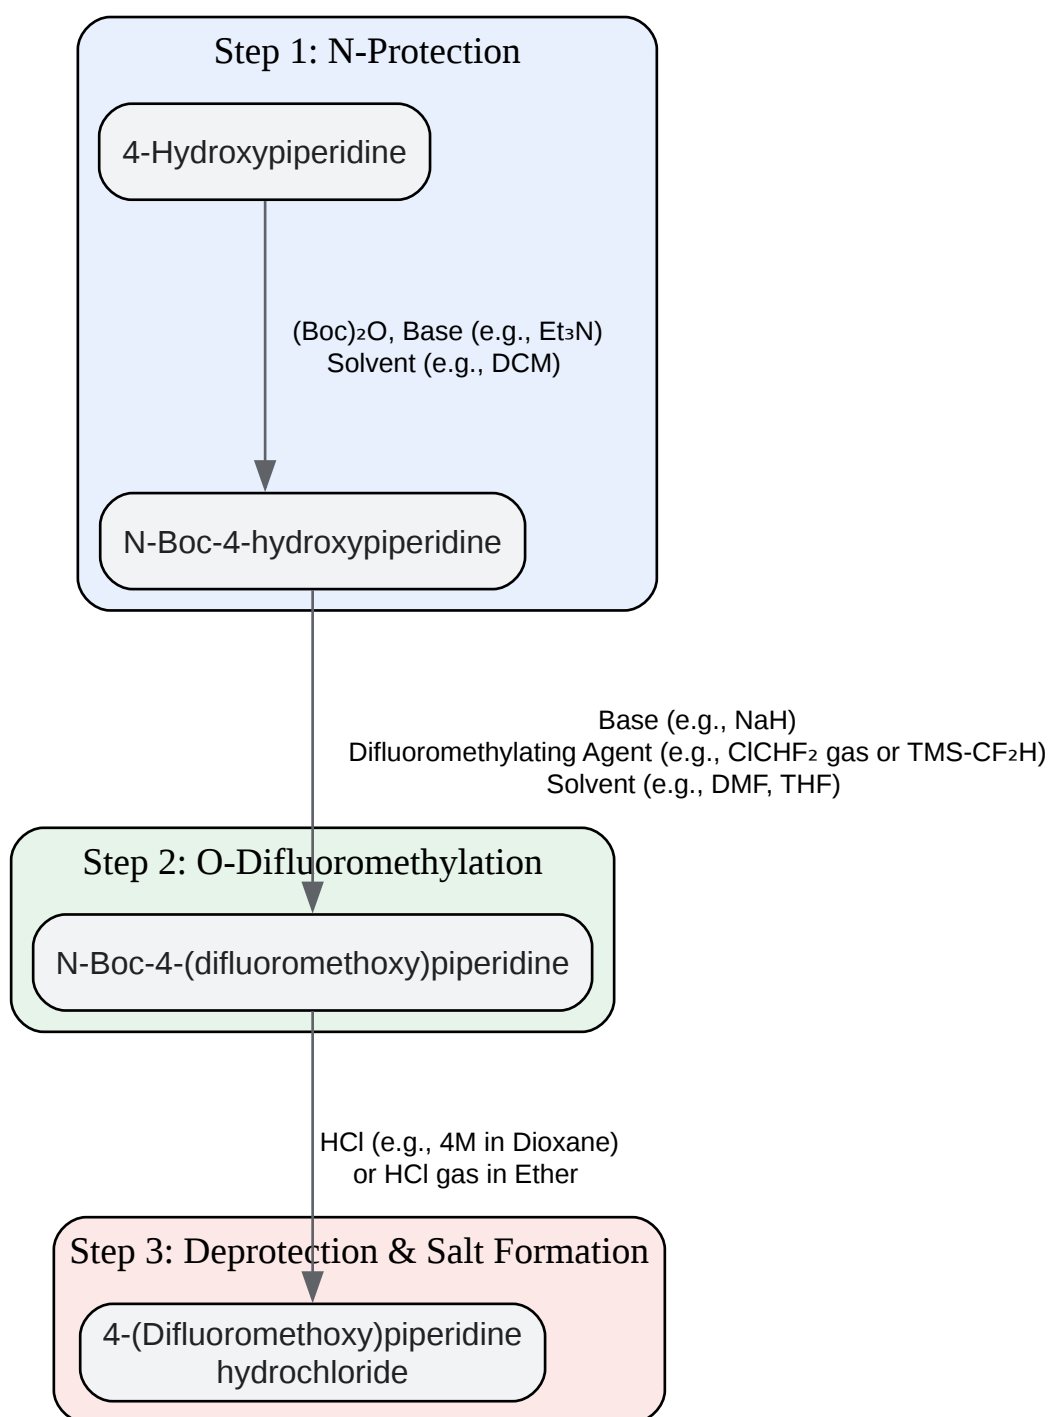 Step 1: N-Protection
4-Hydroxypiperidine
(Boc)₂O, Base (e.g., Et₃N)
Solvent (e.g., DCM)
N-Boc-4-hydroxypiperidine
Base (e.g., NaH)
Difluoromethylating Agent (e.g., ClCHF₂ gas or TMS-CF₂H)
Solvent (e.g., DMF, THF)
Step 2: O-Difluoromethylation
N-Boc-4-(difluoromethoxy)piperidine
HCl (e.g., 4M in Dioxane)
or HCl gas in Ether
Step 3: Deprotection & Salt Formation
4-(Difluoromethoxy)piperidine
hydrochloride